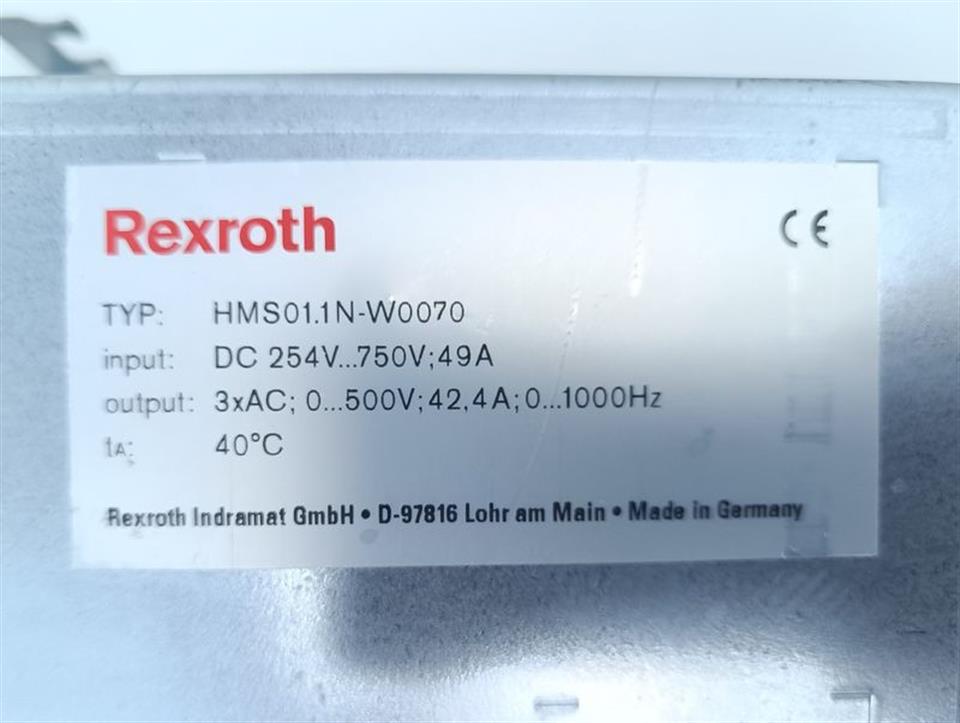 Rexroth CE
TYP: HMS01.1N-W0070
input: DC 254V...750V;49A
output: 3xAC; 0...500V;42,4A;0...1000Hz
tA: 40°C
Rexroth Indramat GmbH • D-97816 Lohr am Main • Made in Germany